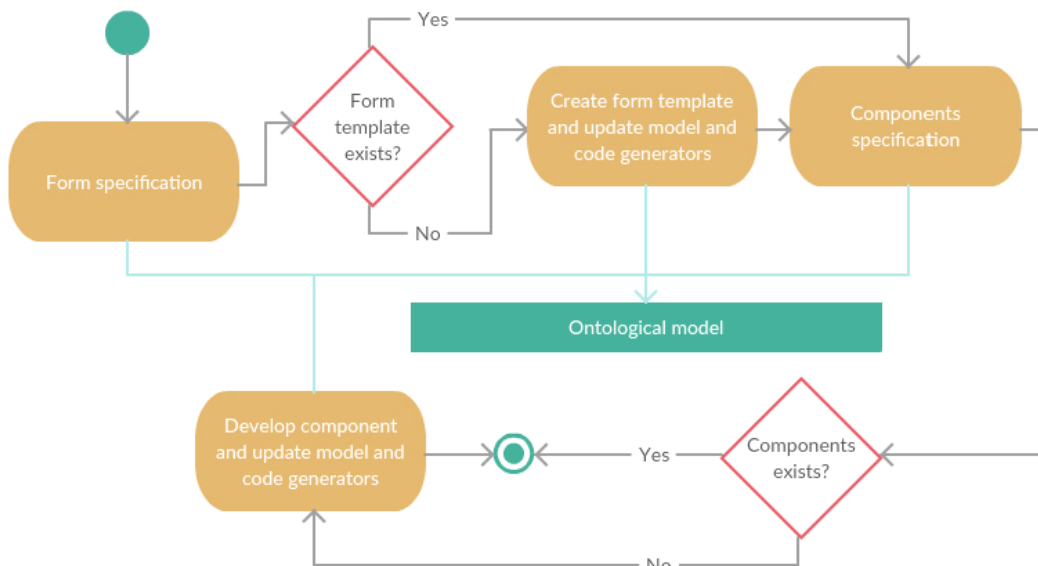 Yes
Form
template
exists?
Create form template
and update model and
code generators
Components
specification
Form specification
No
Ontological model
Develop component
and update model and
code generators
Yes
Components
exists?
No